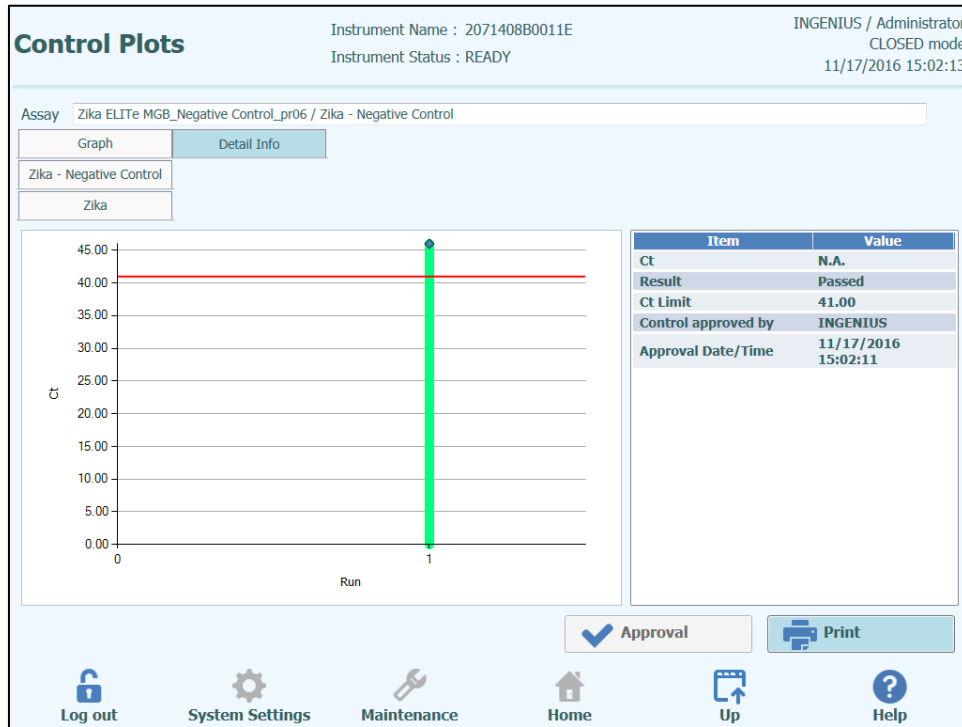 Control Plots
Instrument Name : 2071408B0011E
Instrument Status : READY
INGENIUS / Administrator
CLOSED mode
11/17/2016 15:02:13
Assay Zika ELITe MGB_Negative Control_pr06 / Zika - Negative Control
Graph Detail Info
Zika - Negative Control
Zika
45.00
40.00
35.00
30.00
25.00
20.00
15.00
10.00
5.00
0.00
Ct
0 1
Run
Item Value
Ct N.A.
Result Passed
Ct Limit 41.00
Control approved by INGENIUS
Approval Date/Time 11/17/2016
15:02:11
Approval Print
Log out System Settings Maintenance Home Up Help